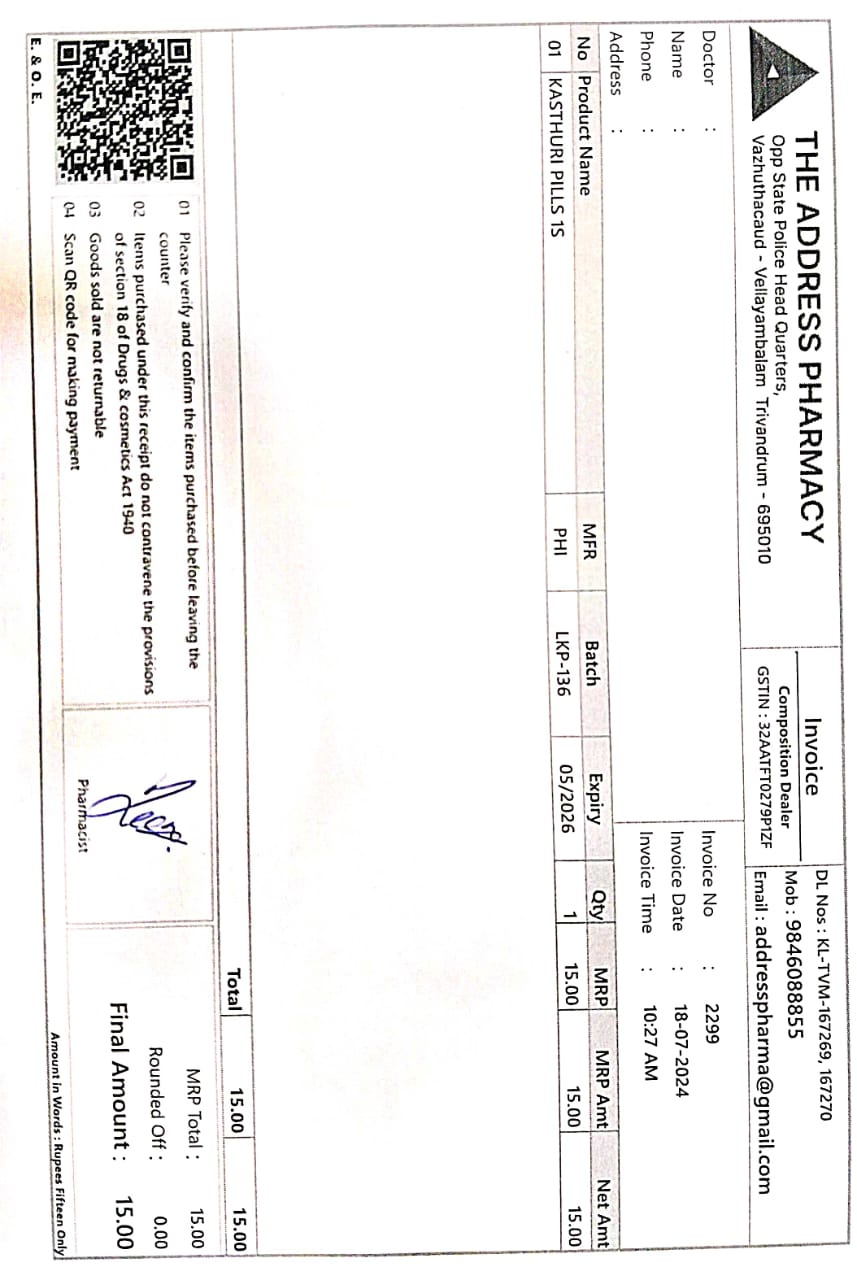 THE ADDRESS PHARMACY
Opp State Police Head Quarters,
Vazhuthacaud - Vellayambalam Trivandrum - 695010
Invoice
Composition Dealer
GSTIN : 32AATFT0279P1ZF
DL Nos : KL-TVM-167269, 167270
Mob : 9846088855
Email : addresspharma@gmail.com
Doctor :
Name :
Phone :
Address :
Invoice No : 2299
Invoice Date : 18-07-2024
Invoice Time : 10:27 AM
No Product Name MFR Batch Expiry Qty MRP MRP Amt Net Amt
01 KASTHURI PILLS 1S PHI LKP-136 05/2026 1 15.00 15.00 15.00
Total 15.00 15.00
01 Please verify and confirm the items purchased before leaving the
counter
02 Items purchased under this receipt do not contravene the provisions
of section 18 of Drugs & cosmetics Act 1940
03 Goods sold are not returnable
04 Scan QR code for making payment
Pharmacist
MRP Total : 15.00
Rounded Off : 0.00
Final Amount : 15.00
Amount in Words : Rupees Fifteen Only
E. & O. E.